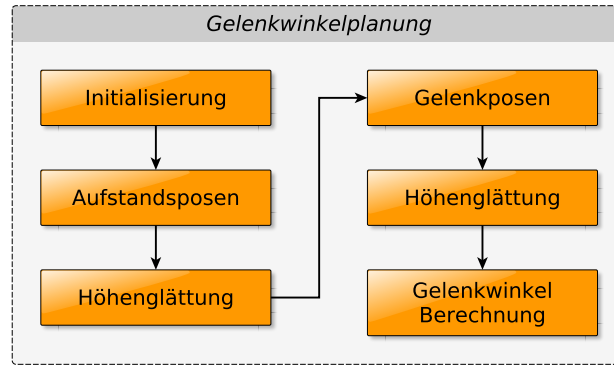 Gelenkwinkelplanung
Initialisierung
Aufstandsposen
Höhenglättung
Gelenkposen
Höhenglättung
Gelenkwinkel
Berechnung